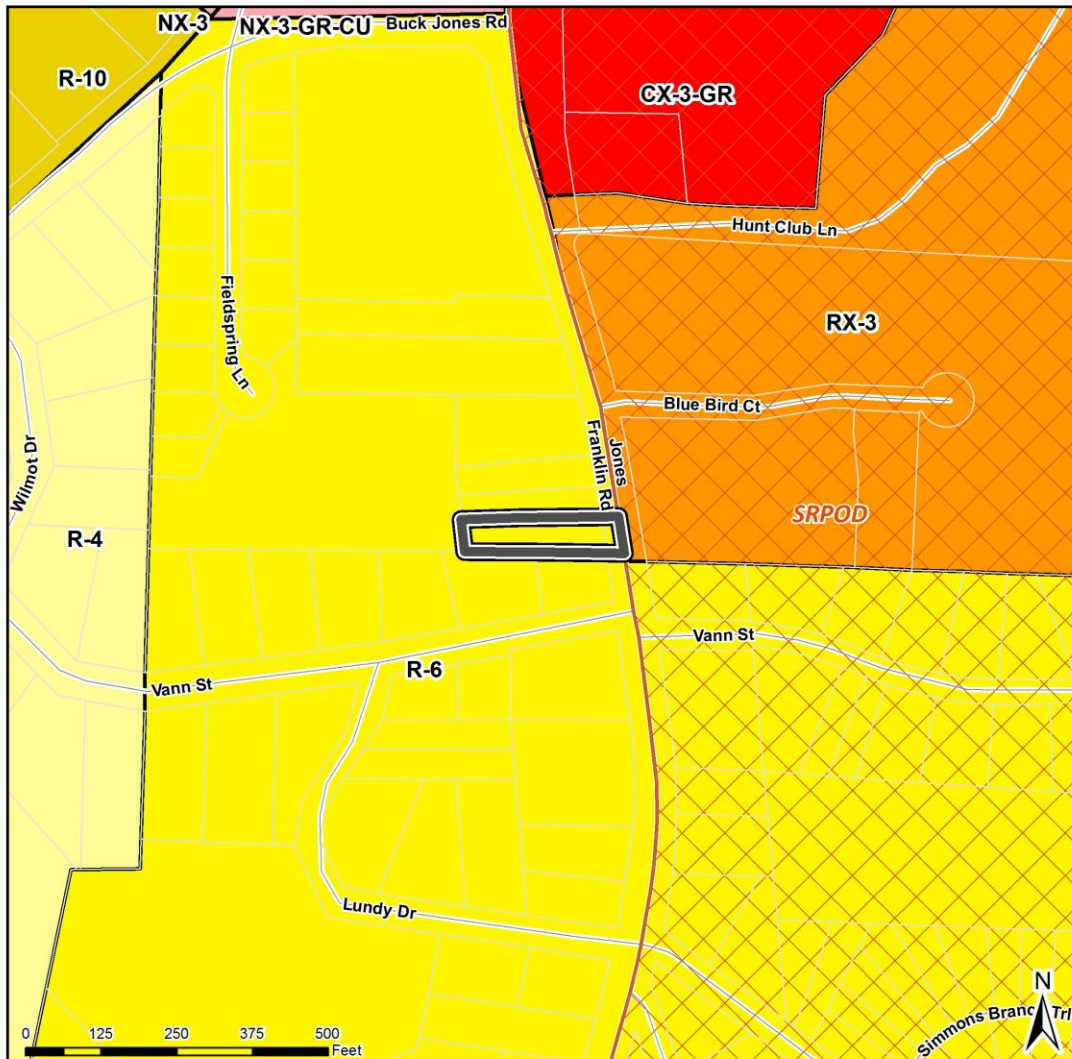 NX-3
NX-3-GR-CU
Buck Jones Rd
R-10
CX-3-GR
Hunt Club Ln
Fieldspring Ln
RX-3
Blue Bird Ct
Jones
Franklin Rd
Wilmot Dr
R-4
SRPOD
Vann St
Vann St
R-6
Lundy Dr
N
Simmons Branch Trl
0 125 250 375 500
Feet